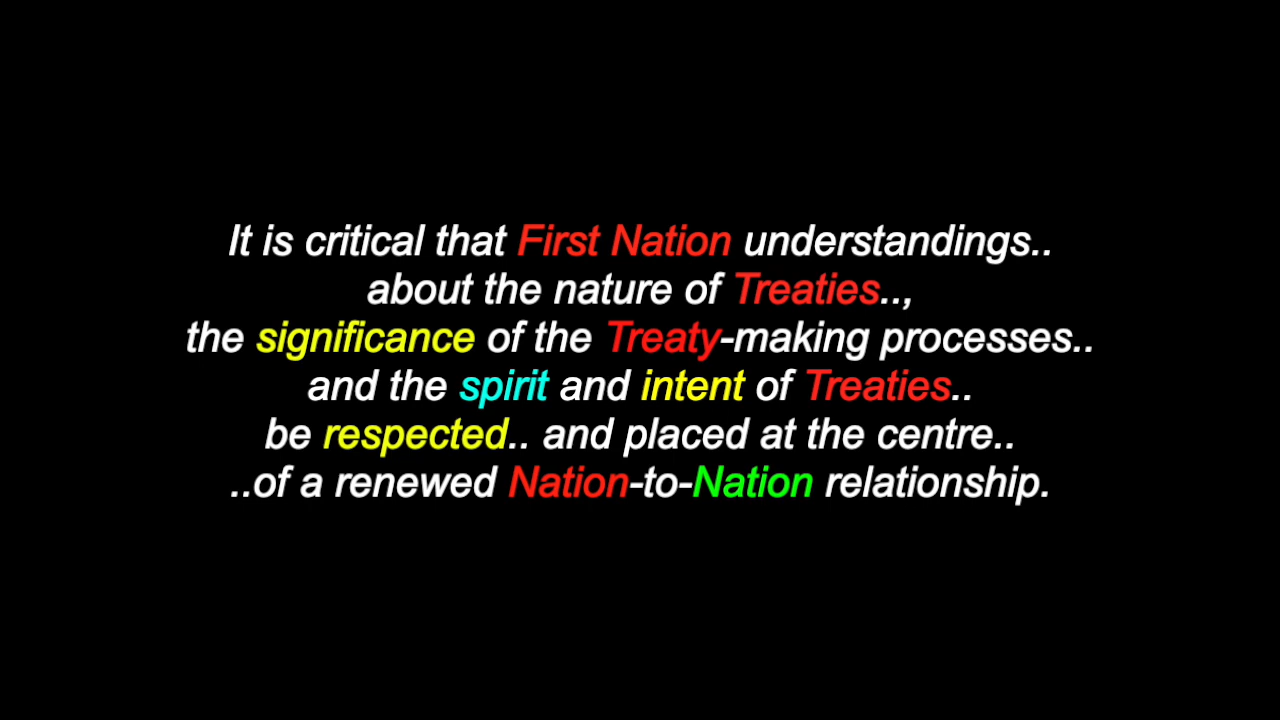 It is critical that First Nation understandings..
about the nature of Treaties..,
the significance of the Treaty-making processes..
and the spirit and intent of Treaties..
be respected.. and placed at the centre..
..of a renewed Nation-to-Nation relationship.